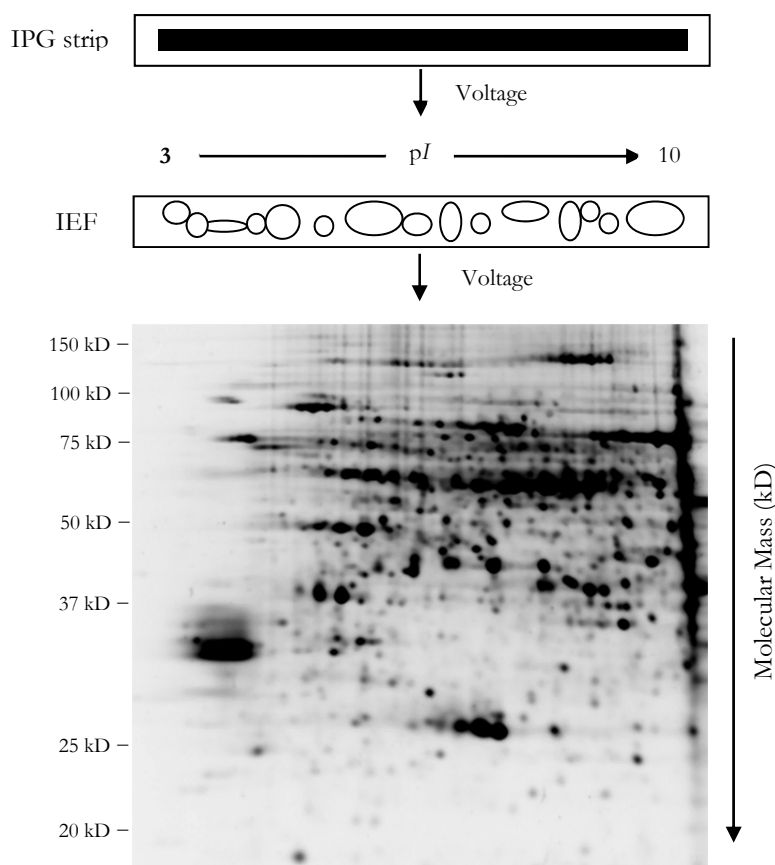 IPG strip
Voltage
3 pI 10
IEF
Voltage
150 kD
100 kD
75 kD
50 kD
37 kD
25 kD
20 kD
Molecular Mass (kD)